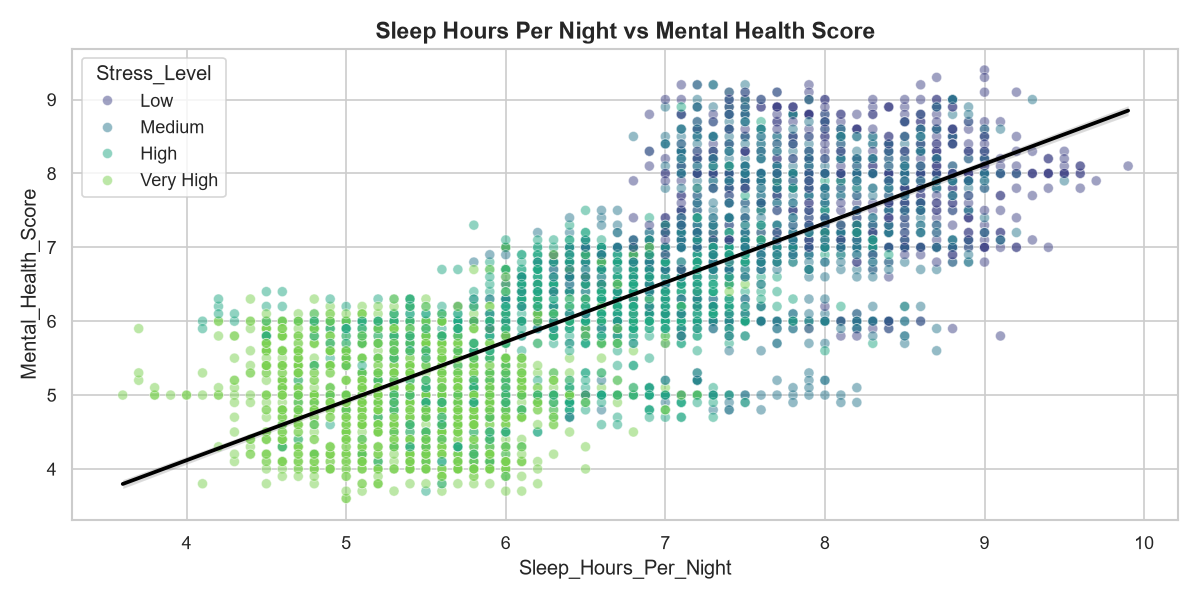 Sleep Hours Per Night vs Mental Health Score
Stress_Level
Low
Medium
High
Very High
Mental_Health_Score
9
8
7
6
5
4
4 5 6 7 8 9 10
Sleep_Hours_Per_Night